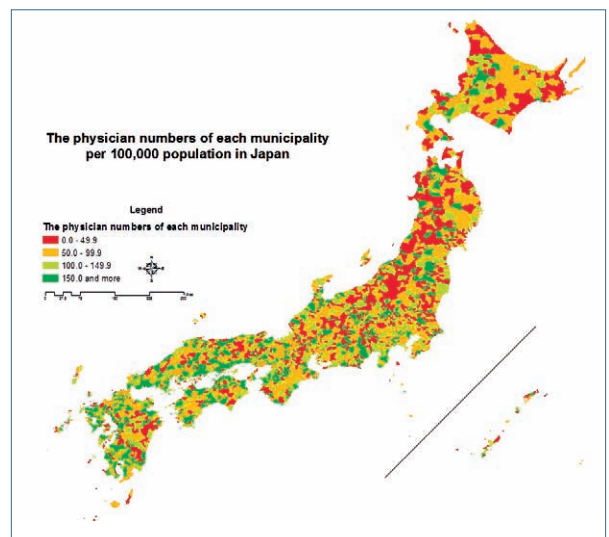 The physician numbers of each municipality
per 100,000 population in Japan
Legend
The physician numbers of each municipality
0.0 - 49.9
50.0 - 99.9
100.0 - 149.9
150.0 and more